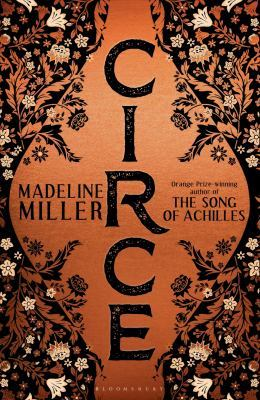 CIRCE
MADELINE
MILLER
Orange Prize-winning
author of
THE SONG
OF ACHILLES
BLOOMSBURY